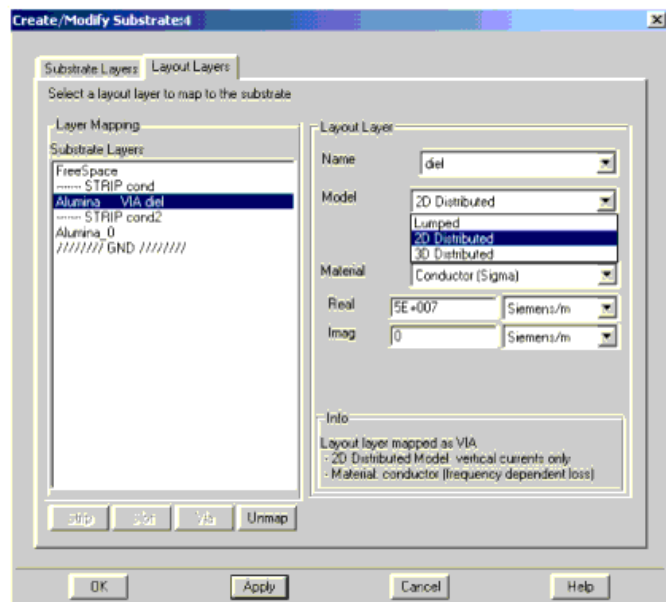 Create/Modify Substrate:4
Substrate Layers
Layout Layers
Select a layout layer to map to the substrate
Layer Mapping
Substrate Layers
FreeSpace
------ STRIP cond
Alumina VIA diel
------ STRIP cond2
Alumina_0
//////// GND ////////
Strip
Slot
Via
Unmap
Layout Layer
Name
diel
Model
2D Distributed
Lumped
2D Distributed
3D Distributed
Material
Conductor (Sigma)
Real
5E+007
Siemens/m
Imag
0
Siemens/m
Info
Layout layer mapped as VIA
- 2D Distributed Model: vertical currents only
- Material: conductor (frequency dependent loss)
OK
Apply
Cancel
Help